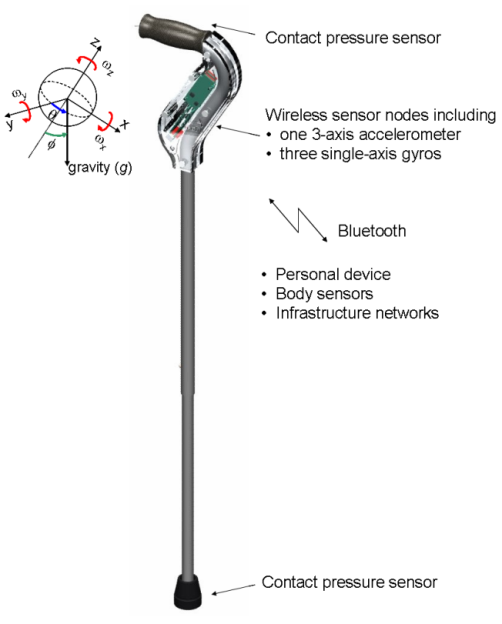 Contact pressure sensor
z
ωz
ωy
y
θ
x
ωx
ϕ
gravity (g)
Wireless sensor nodes including
• one 3-axis accelerometer
• three single-axis gyros
Bluetooth
• Personal device
• Body sensors
• Infrastructure networks
Contact pressure sensor